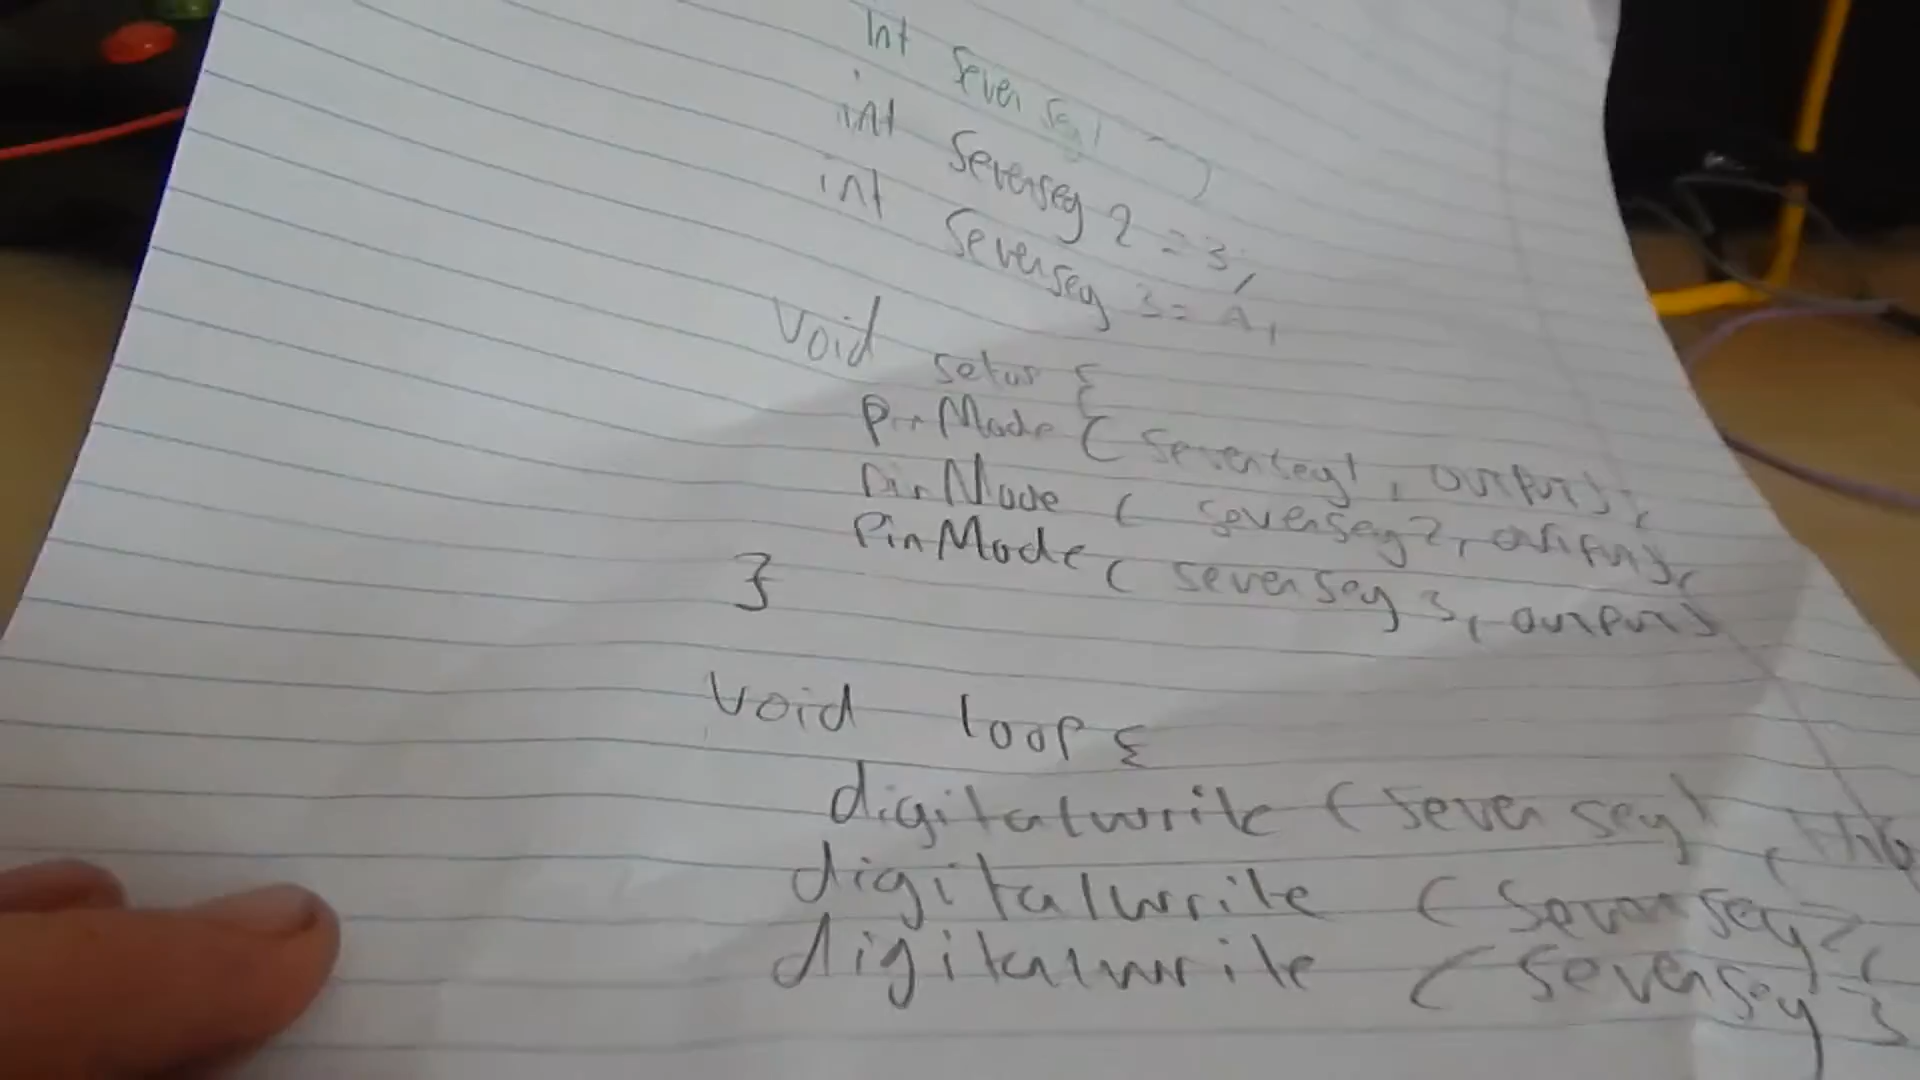 int Seven Seg1
int Sevenseg 2 = 3;
int Sevenseg 3 =
void setup {
PinMode ( Sevenseg1, output);
PinMode ( sevenseg2, output);
PinMode ( sevenseg 3, output)
}
void loop {
digitalwrite ( seven seg1,
digitalwrite ( Sevenseg2,
digitalwrite ( Sevenseg 3